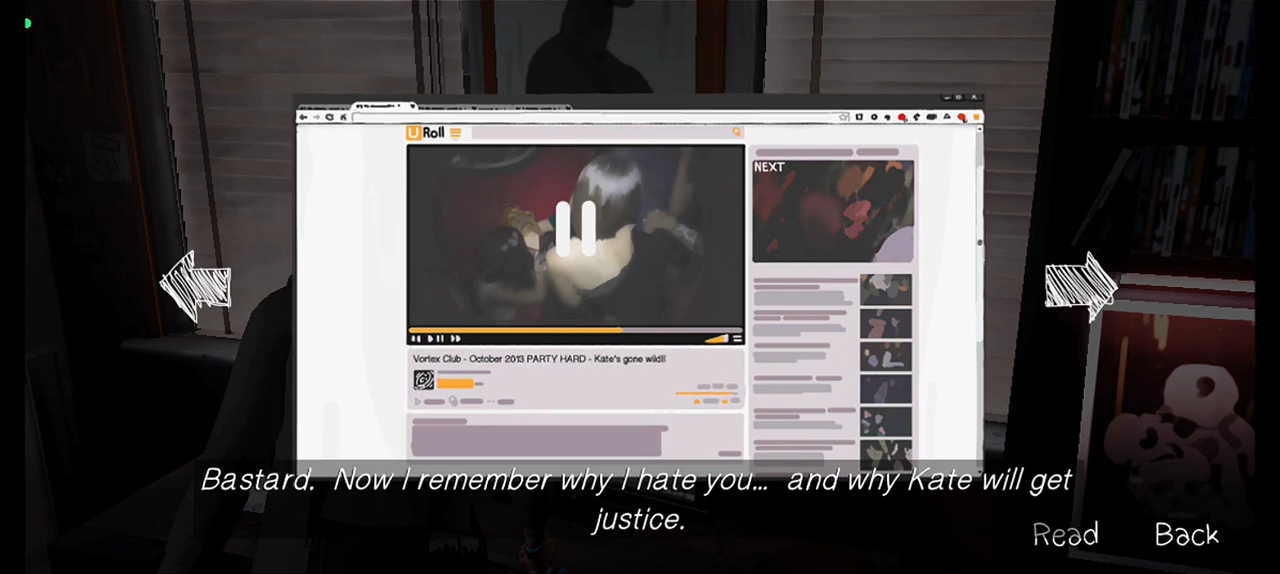 U Roll
NEXT
Vortex Club - October 2013 PARTY HARD - Kate's gone wild!!
Bastard. Now I remember why I hate you... and why Kate will get
justice.
Read
Back